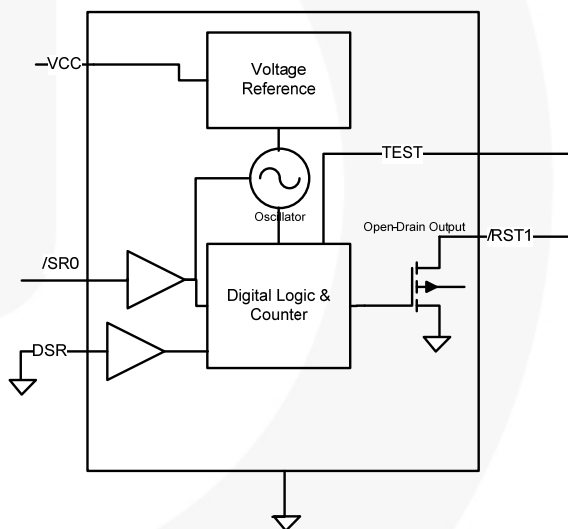 VCC
Voltage
Reference
TEST
Oscillator
Open-Drain Output
/RST1
/SR0
Digital Logic &
Counter
DSR